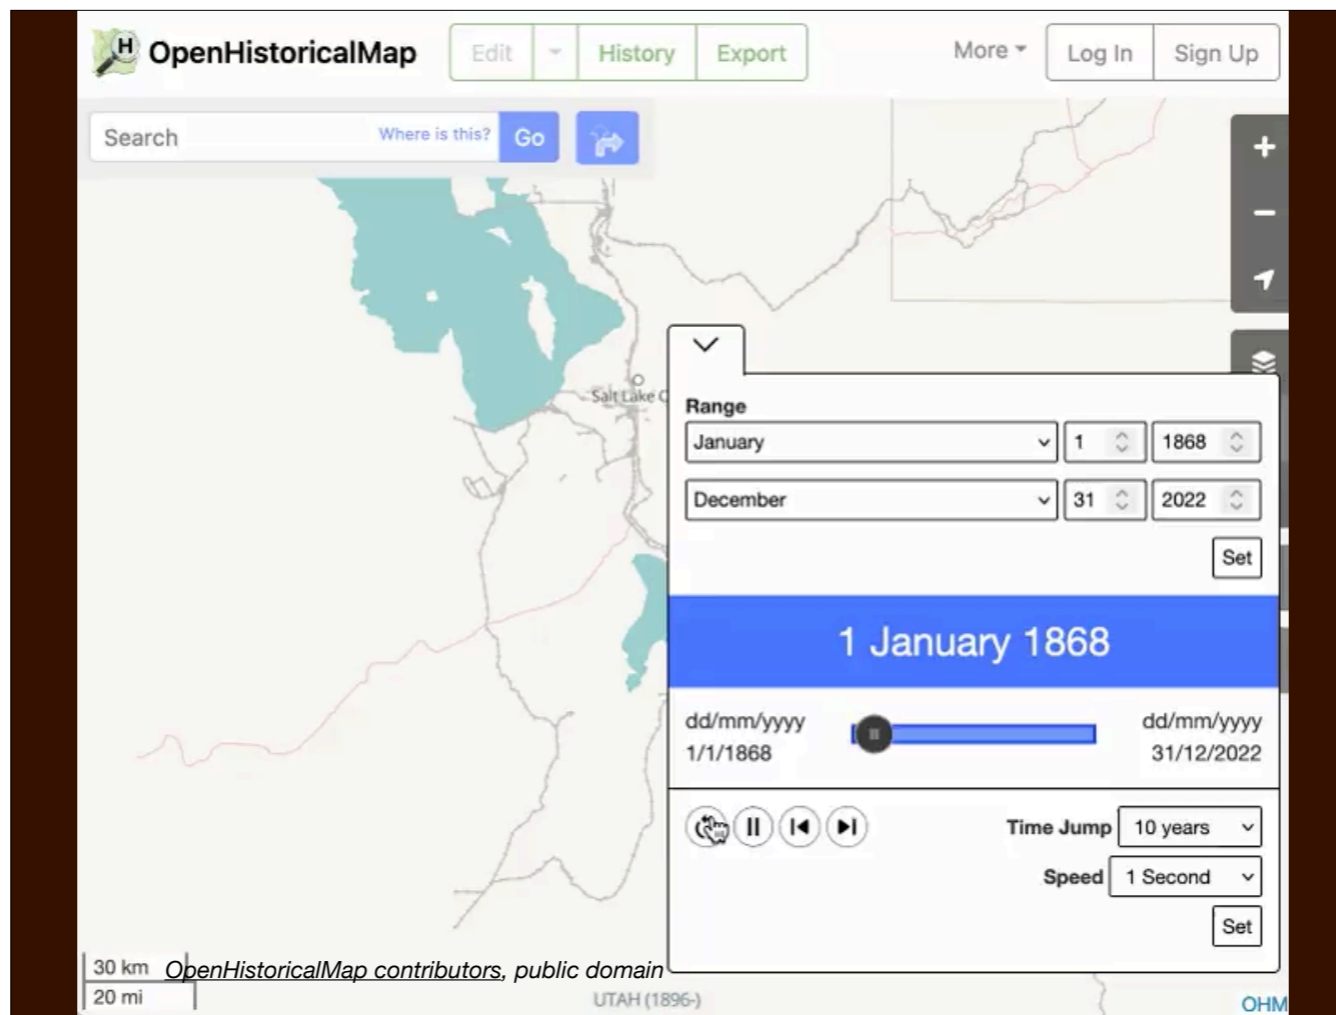 OpenHistoricalMap Edit History Export More Log In Sign Up
Search Where is this? Go
Salt Lake C
Range
January 1 1868
December 31 2022
Set
1 January 1868
dd/mm/yyyy dd/mm/yyyy
1/1/1868 31/12/2022
Time Jump 10 years
Speed 1 Second
Set
30 km OpenHistoricalMap contributors, public domain
20 mi UTAH (1896-) OHM